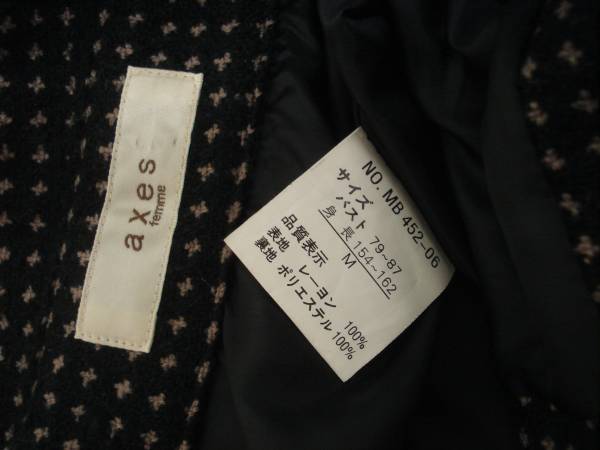 axes
femme
NO. MB 452-06
サイズ
バスト 79~87
身長 154~162
M
品質表示
表地 レーヨン 100%
裏地 ポリエステル 100%